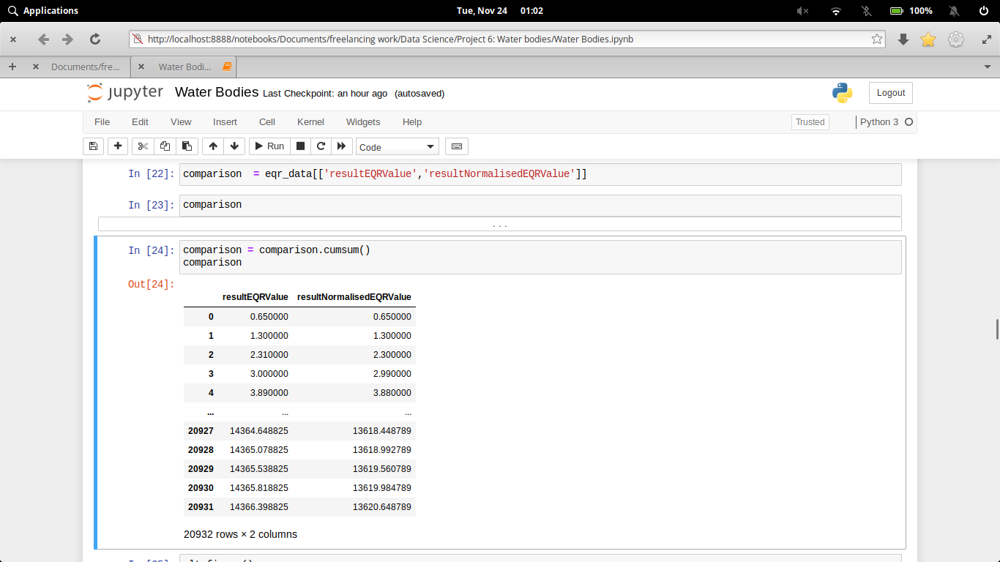 Applications Tue, Nov 24 01:02 100%
http://localhost:8888/notebooks/Documents/freelancing work/Data Science/Project 6: Water bodies/Water Bodies.ipynb
Documents/fre... Water Bodi...
jupyter Water Bodies Last Checkpoint: an hour ago (autosaved) Logout
File Edit View Insert Cell Kernel Widgets Help Trusted Python 3
Run Code
In [22]: comparison = eqr_data[['resultEQRValue','resultNormalisedEQRValue']]
In [23]: comparison
...
In [24]: comparison = comparison.cumsum()
comparison
Out[24]:
resultEQRValue resultNormalisedEQRValue
0 0.650000 0.650000
1 1.300000 1.300000
2 2.310000 2.300000
3 3.000000 2.990000
4 3.890000 3.880000
... ... ...
20927 14364.648825 13618.448789
20928 14365.078825 13618.992789
20929 14365.538825 13619.560789
20930 14365.818825 13619.984789
20931 14366.398825 13620.648789
20932 rows × 2 columns